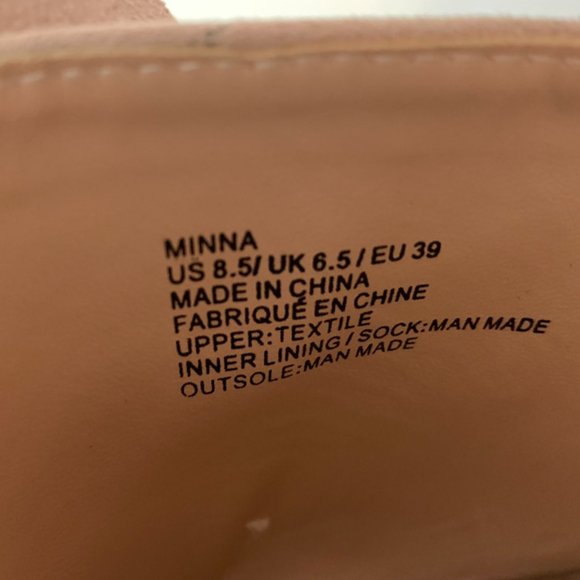 MINNA
US 8.5/ UK 6.5 / EU 39
MADE IN CHINA
FABRIQUÉ EN CHINE
UPPER:TEXTILE
INNER LINING / SOCK:MAN MADE
OUTSOLE:MAN MADE